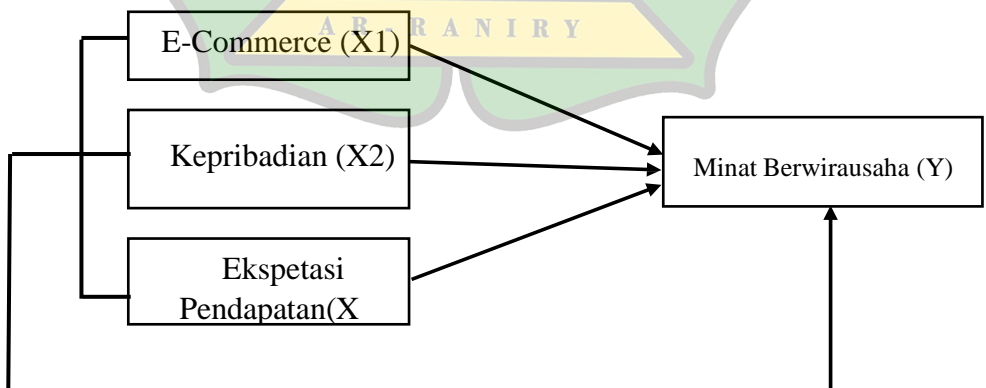 AR-RANIRY
E-Commerce (X1)
Kepribadian (X2)
Minat Berwirausaha (Y)
Ekspetasi
Pendapatan(X